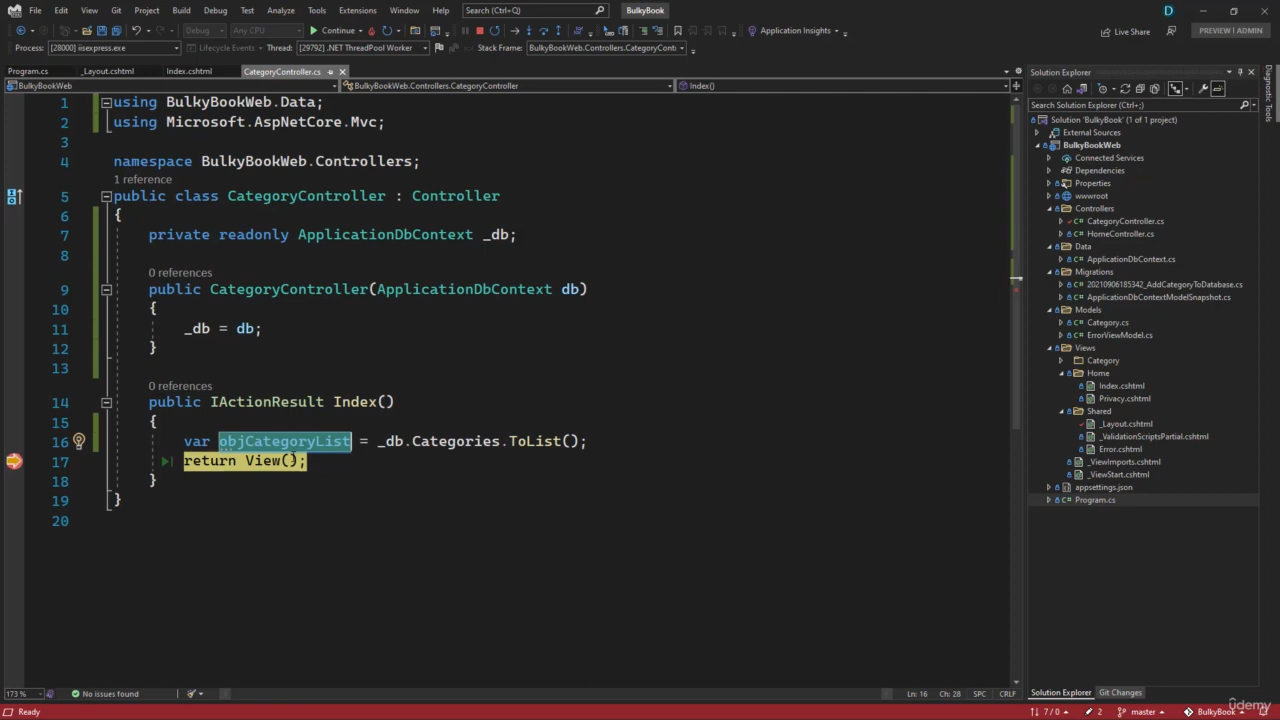 File Edit View Git Project Build Debug Test Analyze Tools Extensions Window Help Search (Ctrl+Q) BulkyBook D
Debug Any CPU Continue Application Insights Live Share PREVIEW | ADMIN
Process: [28000] iisexpress.exe Lifecycle Events Thread: [29792] .NET ThreadPool Worker Stack Frame: BulkyBookWeb.Controllers.CategoryContr
Program.cs _Layout.cshtml Index.cshtml CategoryController.cs
BulkyBookWeb BulkyBookWeb.Controllers.CategoryController Index()
1 using BulkyBookWeb.Data;
2 using Microsoft.AspNetCore.Mvc;
3
4 namespace BulkyBookWeb.Controllers;
1 reference
5 public class CategoryController : Controller
6 {
7 private readonly ApplicationDbContext _db;
8
0 references
9 public CategoryController(ApplicationDbContext db)
10 {
11 _db = db;
12 }
13
0 references
14 public IActionResult Index()
15 {
16 var objCategoryList = _db.Categories.ToList();
17 return View();
18 }
19 }
20
Solution Explorer
Search Solution Explorer (Ctrl+;)
Solution 'BulkyBook' (1 of 1 project)
External Sources
BulkyBookWeb
Connected Services
Dependencies
Properties
wwwroot
Controllers
C# CategoryController.cs
C# HomeController.cs
Data
C# ApplicationDbContext.cs
Migrations
C# 20210906185342_AddCategoryToDatabase.cs
C# ApplicationDbContextModelSnapshot.cs
Models
C# Category.cs
C# ErrorViewModel.cs
Views
Category
Home
Index.cshtml
Privacy.cshtml
Shared
_Layout.cshtml
_ValidationScriptsPartial.cshtml
Error.cshtml
_ViewImports.cshtml
_ViewStart.cshtml
appsettings.json
C# Program.cs
Diagnostic Tools
173 % No issues found Ln: 16 Ch: 28 SPC CRLF
Solution Explorer Git Changes
Ready 7 / 0 2 master BulkyBook
ûdemy